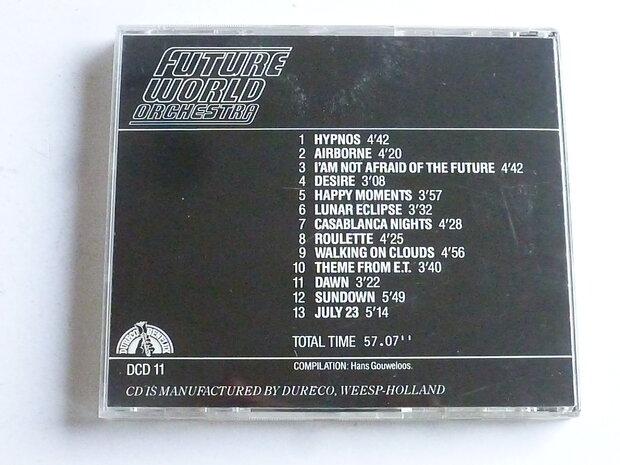 FUTURE
WORLD
ORCHESTRA
1 HYPNOS 4'42
2 AIRBORNE 4'20
3 I'AM NOT AFRAID OF THE FUTURE 4'42
4 DESIRE 3'08
5 HAPPY MOMENTS 3'57
6 LUNAR ECLIPSE 3'32
7 CASABLANCA NIGHTS 4'28
8 ROULETTE 4'25
9 WALKING ON CLOUDS 4'56
10 THEME FROM E.T. 3'40
11 DAWN 3'22
12 SUNDOWN 5'49
13 JULY 23 5'14
TOTAL TIME 57.07''
DURECO BENELUX
DCD 11
COMPILATION: Hans Gouweloos.
CD IS MANUFACTURED BY DURECO, WEESP-HOLLAND